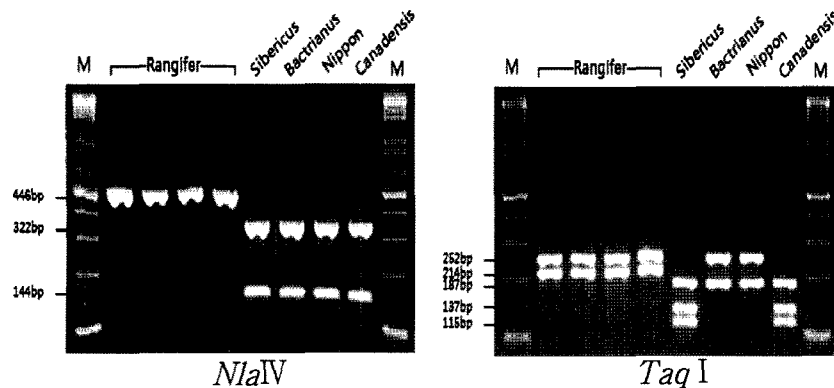 M Rangifer Sibericus Bactrianus Nippon Canadensis M
446bp
322bp
144bp
NlaIV
M Rangifer Sibericus Bactrianus Nippon Canadensis M
252bp
214bp
187bp
137bp
115bp
Taq I